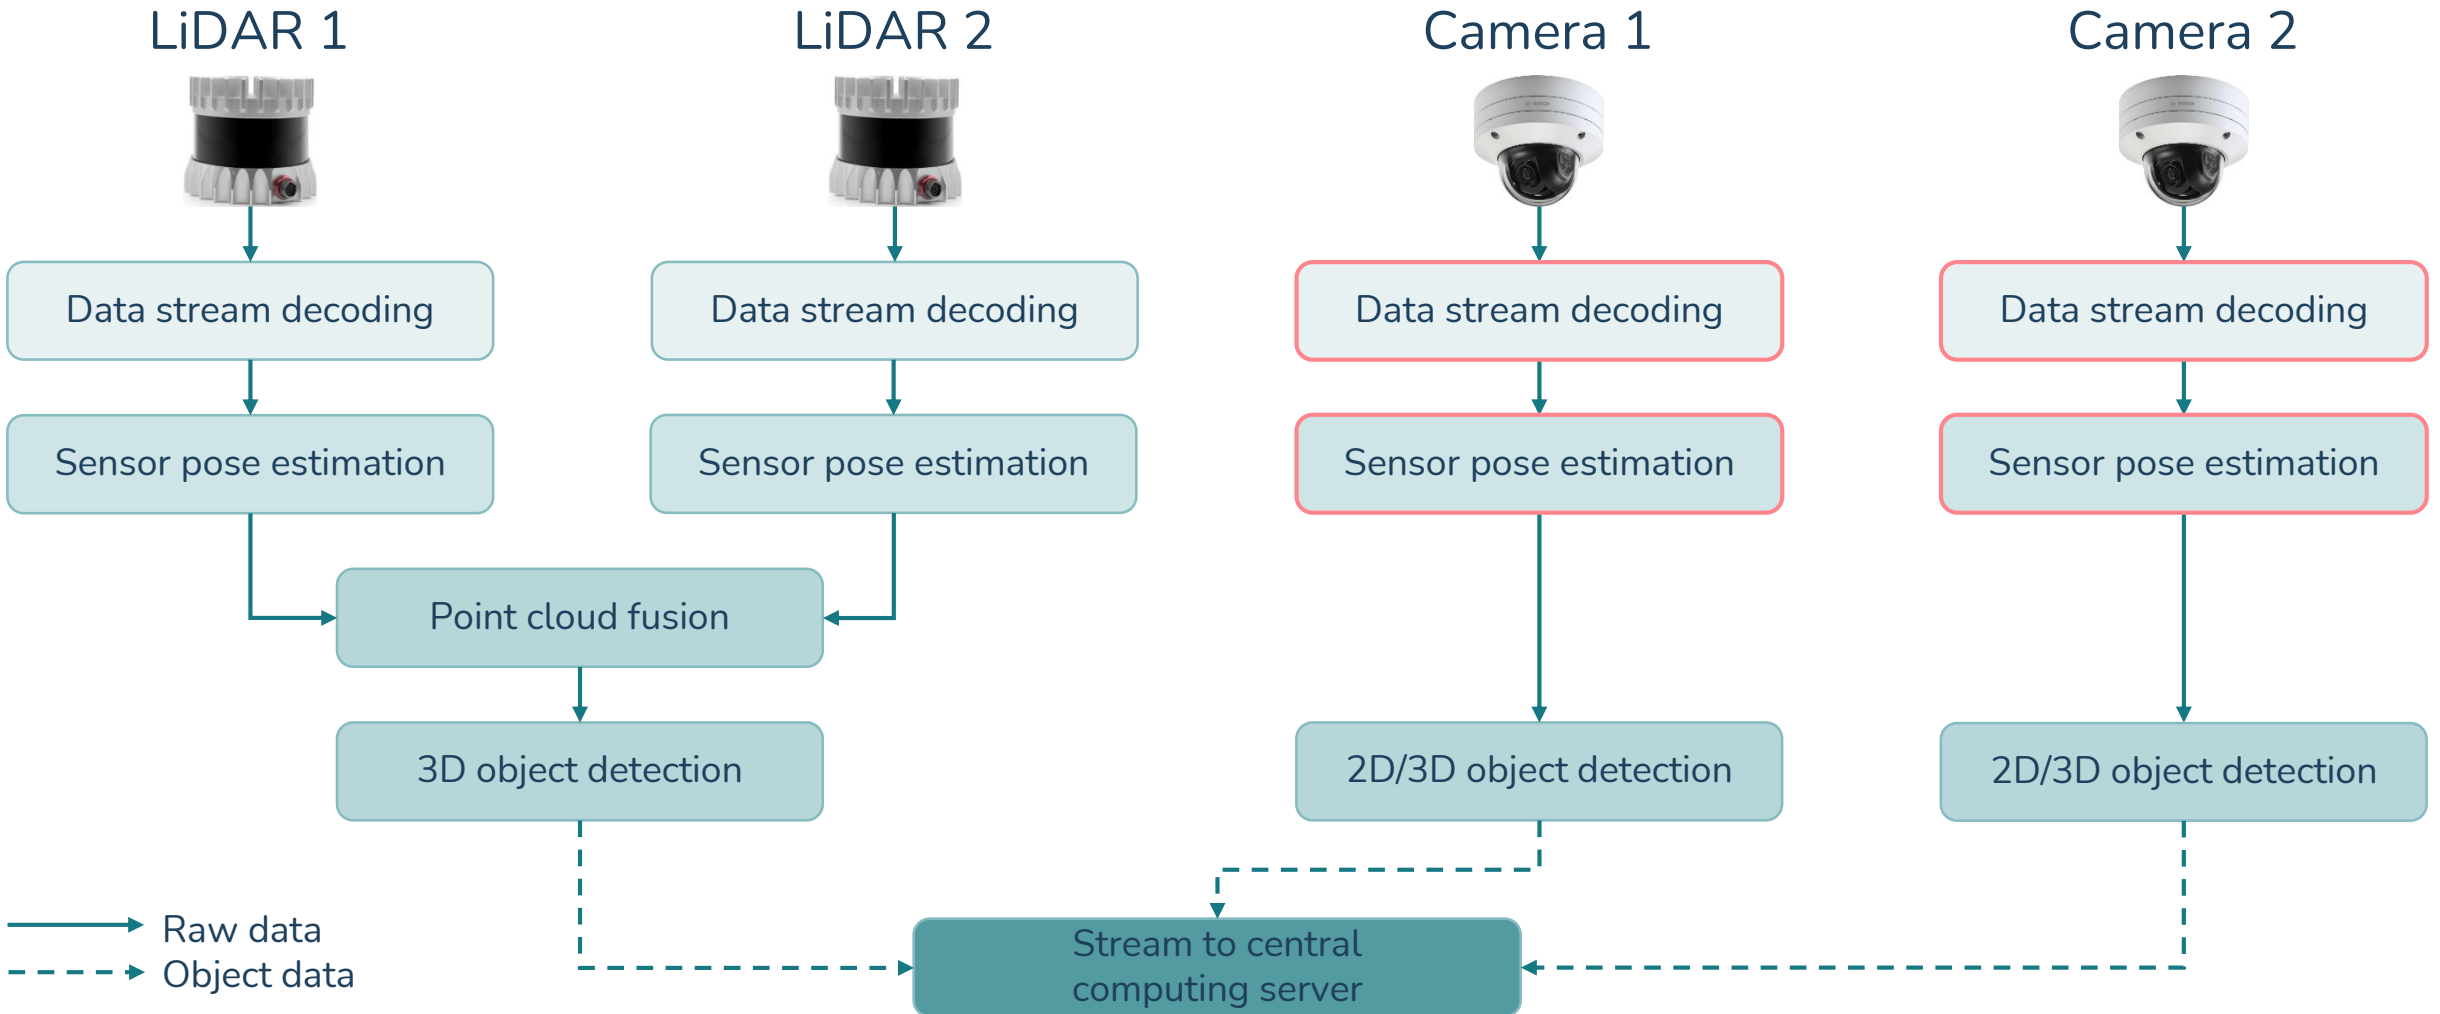 LiDAR 1
LiDAR 2
Camera 1
Camera 2
Data stream decoding
Data stream decoding
Data stream decoding
Data stream decoding
Sensor pose estimation
Sensor pose estimation
Sensor pose estimation
Sensor pose estimation
Point cloud fusion
3D object detection
2D/3D object detection
2D/3D object detection
Raw data
Object data
Stream to central
computing server